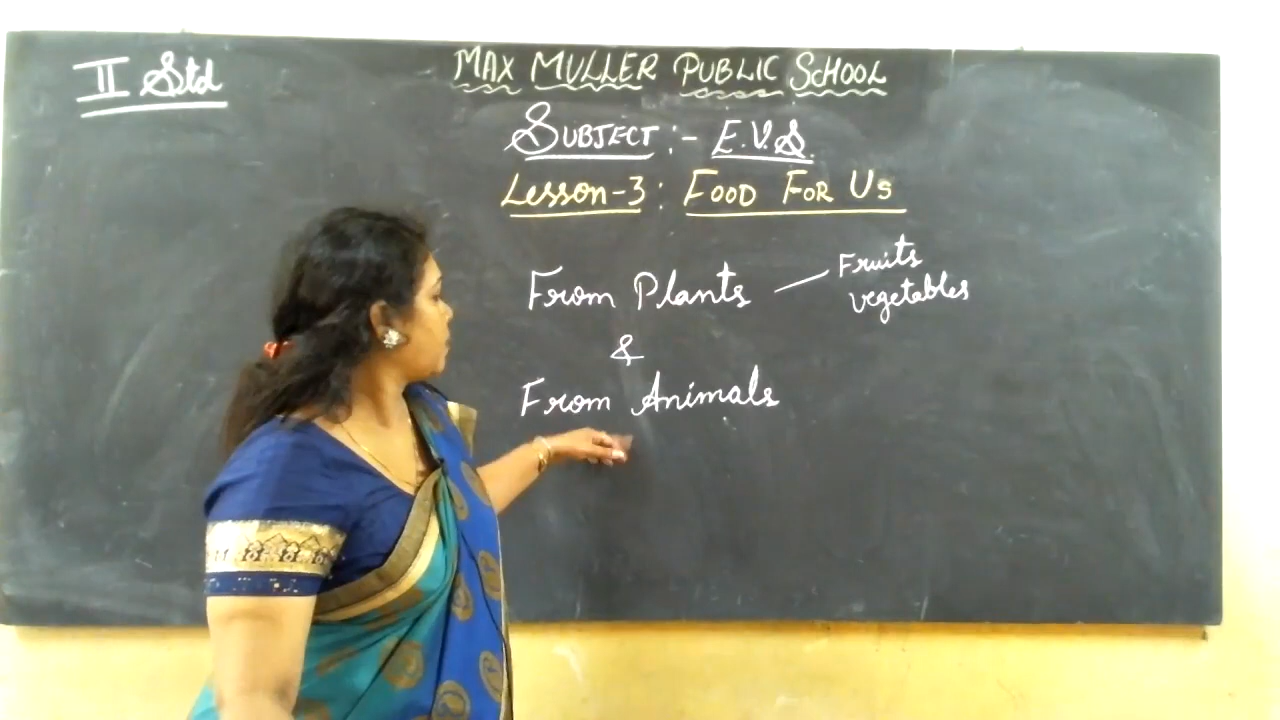 II Std
MAX MULLER PUBLIC SCHOOL
SUBJECT:- E.V.S.
Lesson-3: FOOD FOR US
From Plants — Fruits
vegetables
&
From Animals